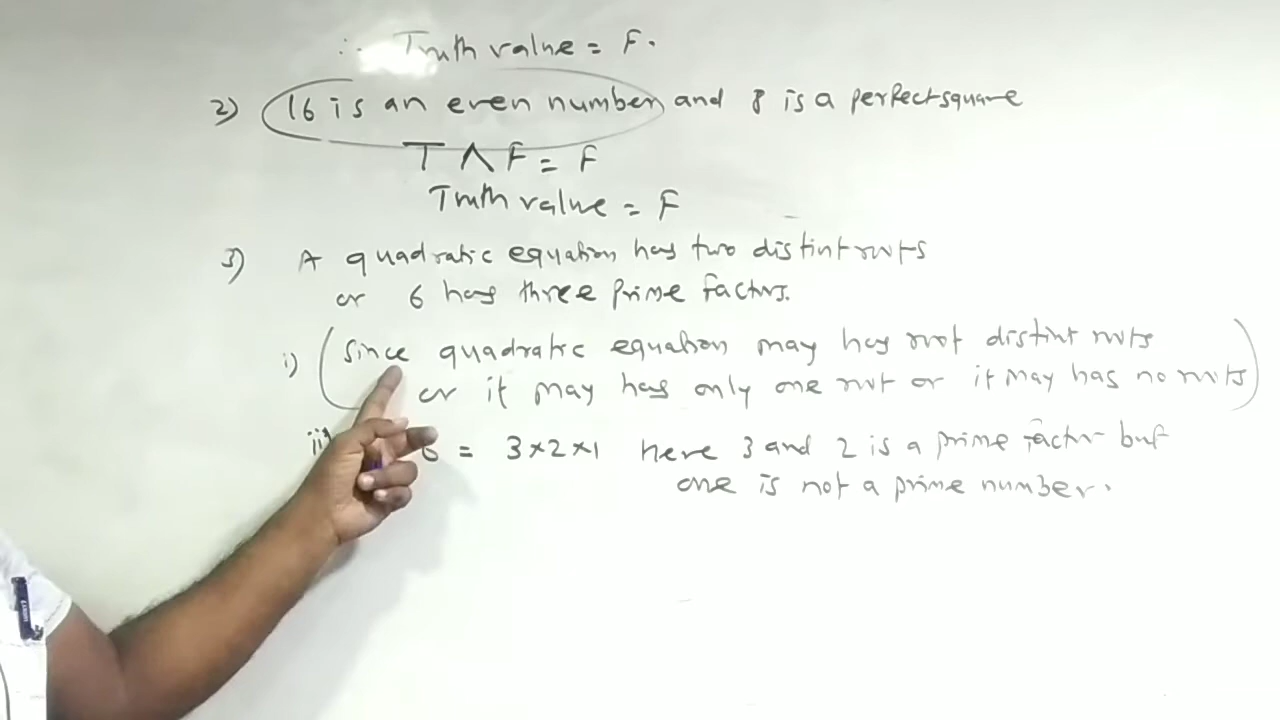 ∴ Truth value = F.
2) 16 is an even number and 8 is a perfect square
T ∧ F = F
Truth value = F
3) A quadratic equation has two distint roots
or 6 has three prime factors.
i) (Since quadratic equation may has not distint roots
or it may has only one root or it may has no roots)
ii) 6 = 3×2×1 here 3 and 2 is a prime factor but
one is not a prime number.